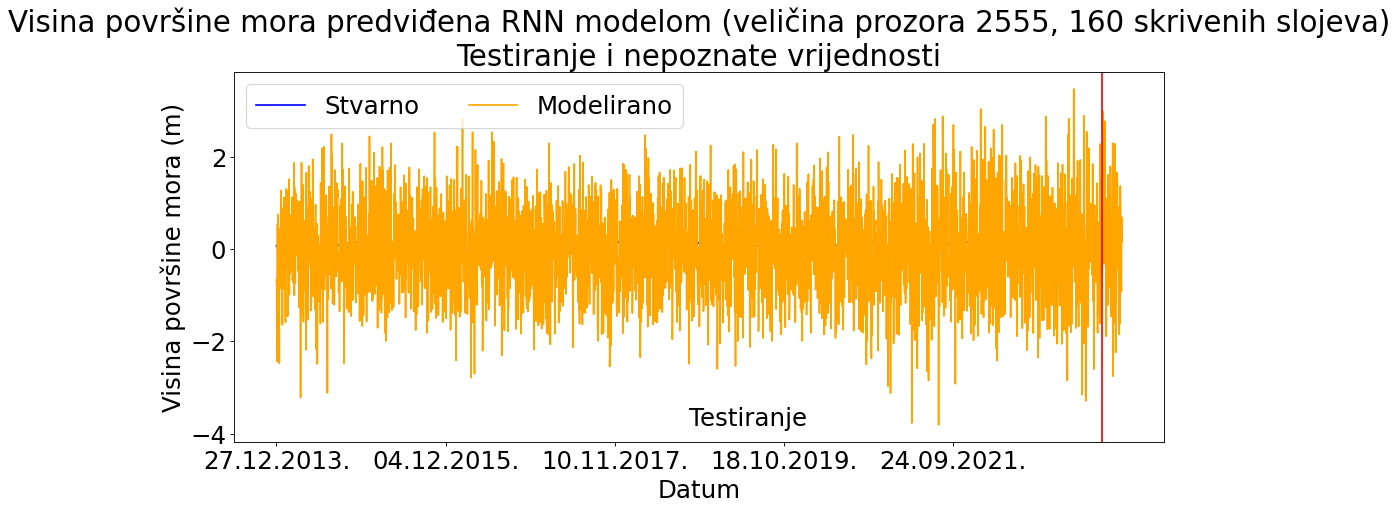 Visina površine mora predviđena RNN modelom (veličina prozora 2555, 160 skrivenih slojeva)
Testiranje i nepoznate vrijednosti
Stvarno Modelirano
Visina površine mora (m)
2
0
−2
−4
Testiranje
27.12.2013. 04.12.2015. 10.11.2017. 18.10.2019. 24.09.2021.
Datum